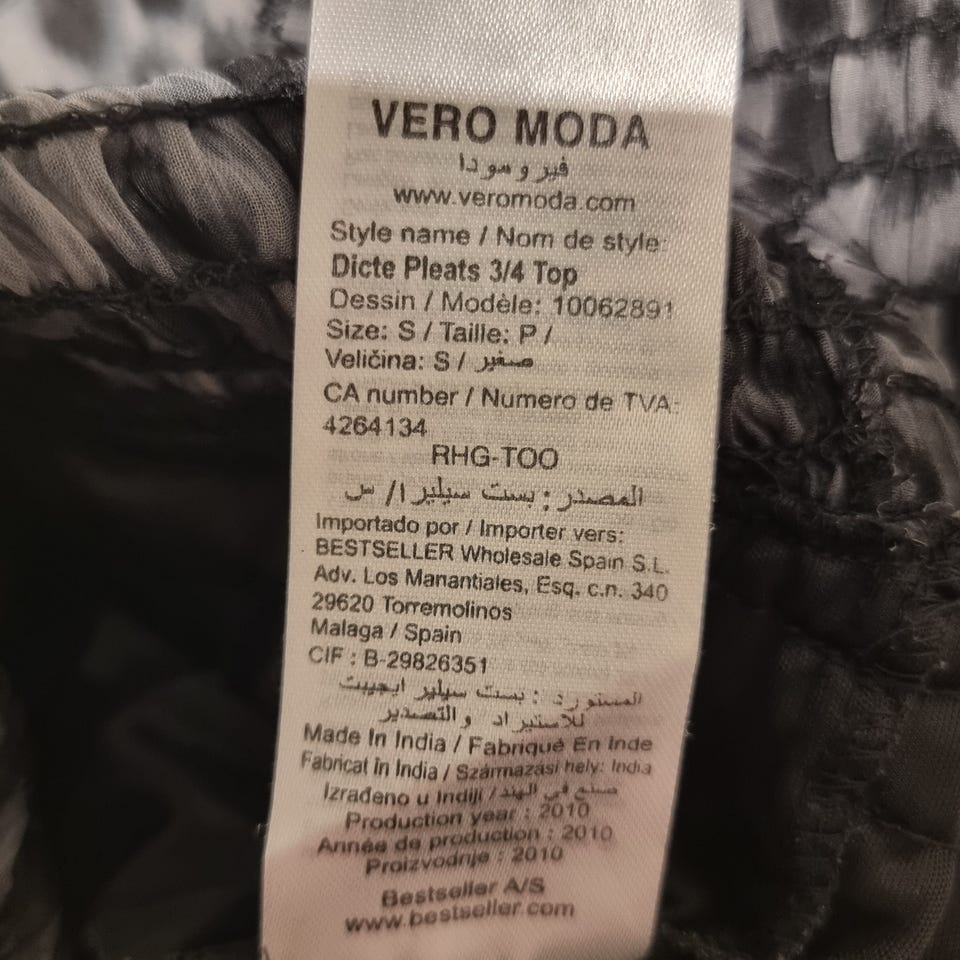 VERO MODA
فيرومودا
www.veromoda.com
Style name / Nom de style:
Dicte Pleats 3/4 Top
Dessin / Modèle: 10062891
Size: S / Taille: P /
Veličina: S / صغير
CA number / Numero de TVA:
4264134
RHG-TOO
المصدر : بست سيلير ا/ س
Importado por / Importer vers:
BESTSELLER Wholesale Spain S.L.
Adv. Los Manantiales, Esq. c.n. 340
29620 Torremolinos
Malaga / Spain
CIF : B-29826351
المستورد : بست سيلير ايجيبت
للاستيراد والتصدير
Made In India / Fabriqué En Inde
Fabricat în India / Származási hely: India
Izrađeno u Indiji / صنع في الهند
Production year : 2010
Année de production : 2010
Proizvodnje : 2010
Bestseller A/S
www.bestseller.com